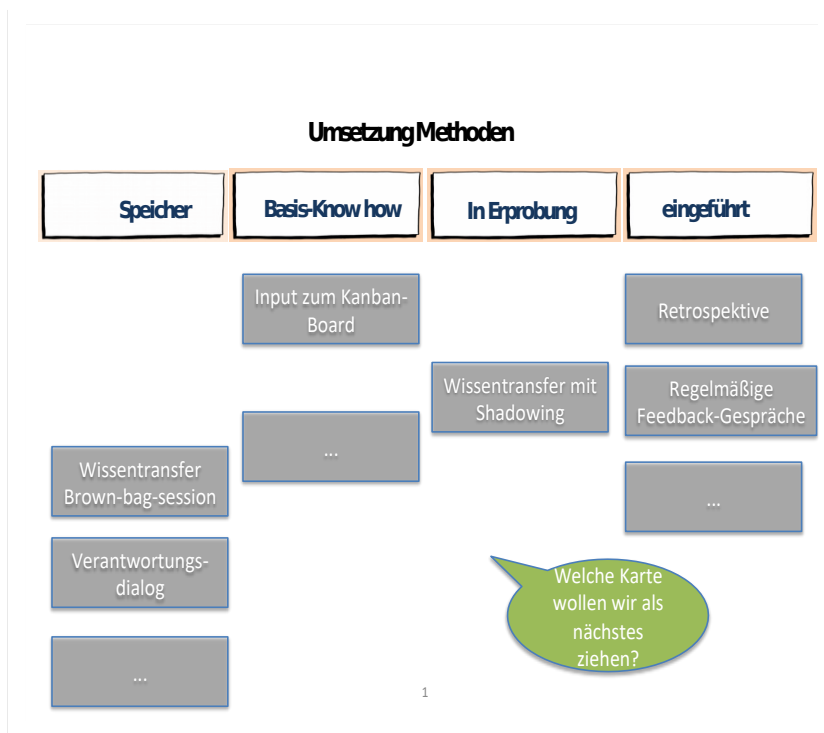 Umsetzung Methoden
Speicher
Basis-Know how
In Erprobung
eingeführt
Input zum Kanban-
Board
...
Wissentransfer
Brown-bag-session
Verantwortungs-
dialog
...
Wissentransfer mit
Shadowing
Retrospektive
Regelmäßige
Feedback-Gespräche
...
Welche Karte
wollen wir als
nächstes
ziehen?
1